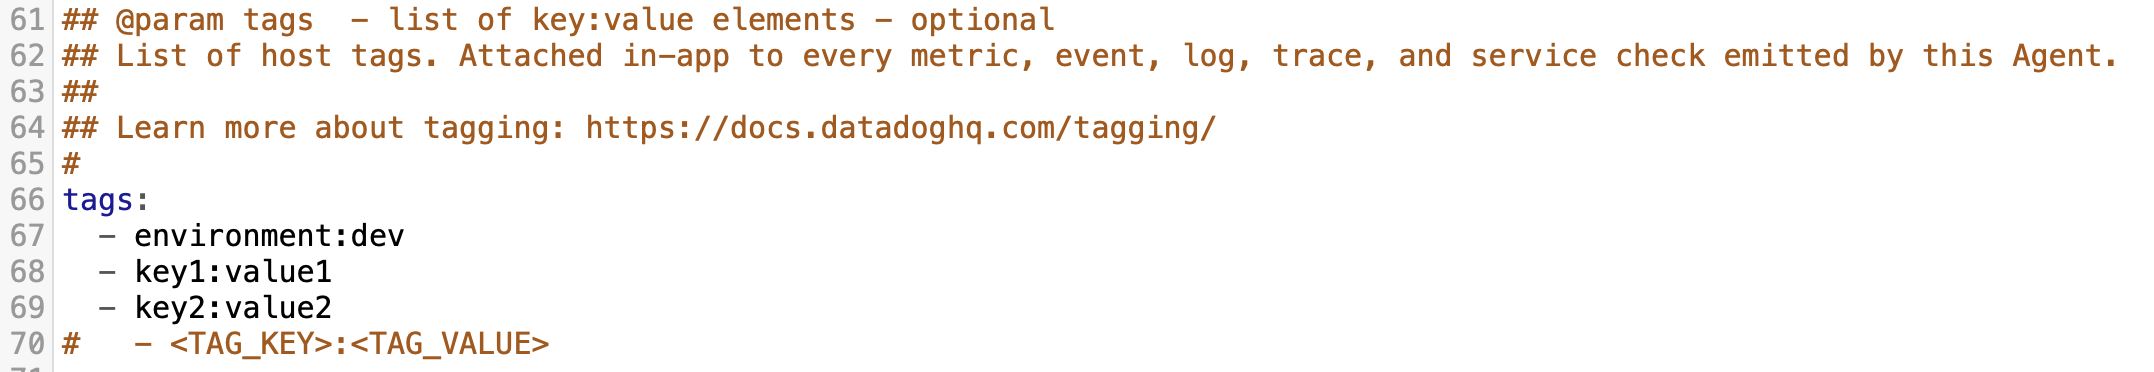 61 ## @param tags  - list of key:value elements - optional
62 ## List of host tags. Attached in-app to every metric, event, log, trace, and service check emitted by this Agent.
63 ##
64 ## Learn more about tagging: https://docs.datadoghq.com/tagging/
65 #
66 tags:
67   - environment:dev
68   - key1:value1
69   - key2:value2
70 #   - <TAG_KEY>:<TAG_VALUE>